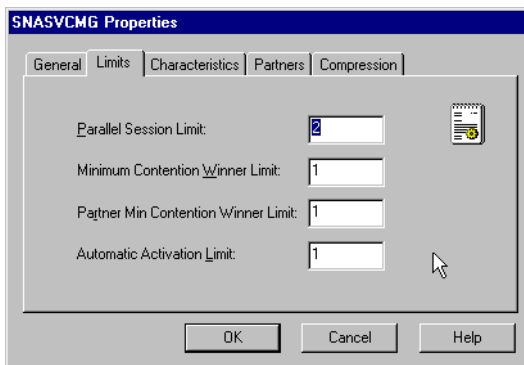 SNASVCMG Properties
General Limits Characteristics Partners Compression
Parallel Session Limit: 2
Minimum Contention Winner Limit: 1
Partner Min Contention Winner Limit: 1
Automatic Activation Limit: 1
OK Cancel Help